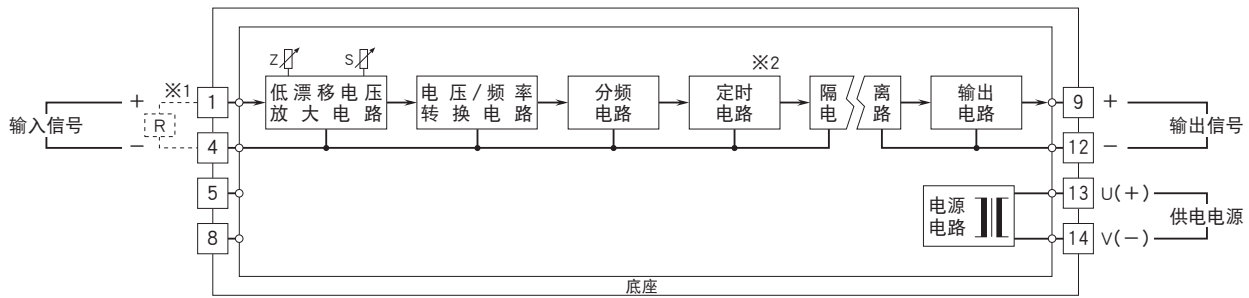 Z
S
※1
※2
输入信号
+
R
−
1
4
5
8
低漂移电压
放大电路
电压/频率
转换电路
分频
电路
定时
电路
隔离
电路
输出
电路
9
+
12
−
输出信号
电源
电路
13
U(+)
14
V(−)
供电电源
底座